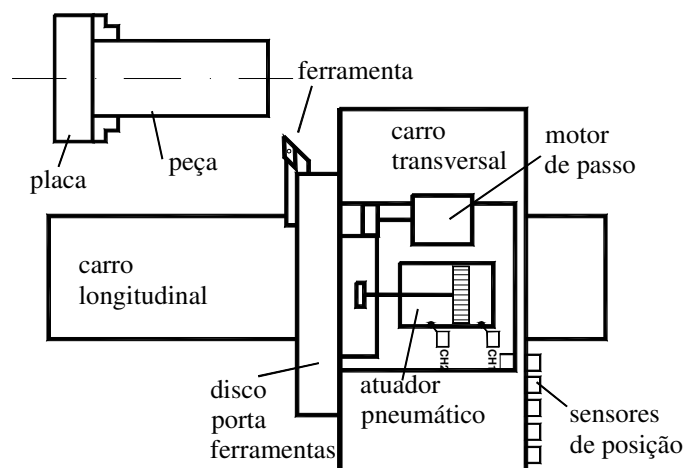 ferramenta
carro
transversal
motor
de passo
peça
placa
carro
longitudinal
CH2
CH1
disco
porta
ferramentas
atuador
pneumático
sensores
de posição